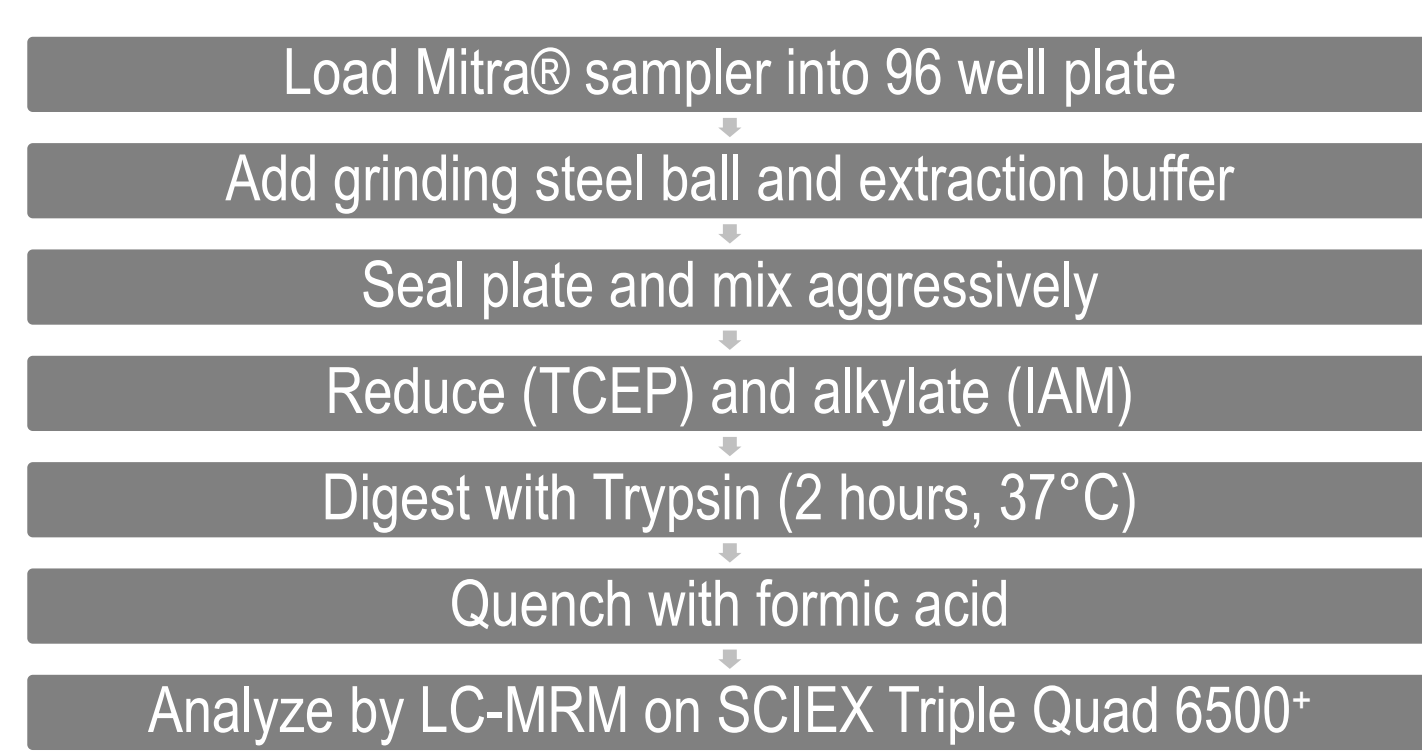 Load Mitra® sampler into 96 well plate
Add grinding steel ball and extraction buffer
Seal plate and mix aggressively
Reduce (TCEP) and alkylate (IAM)
Digest with Trypsin (2 hours, 37°C)
Quench with formic acid
Analyze by LC-MRM on SCIEX Triple Quad 6500⁺